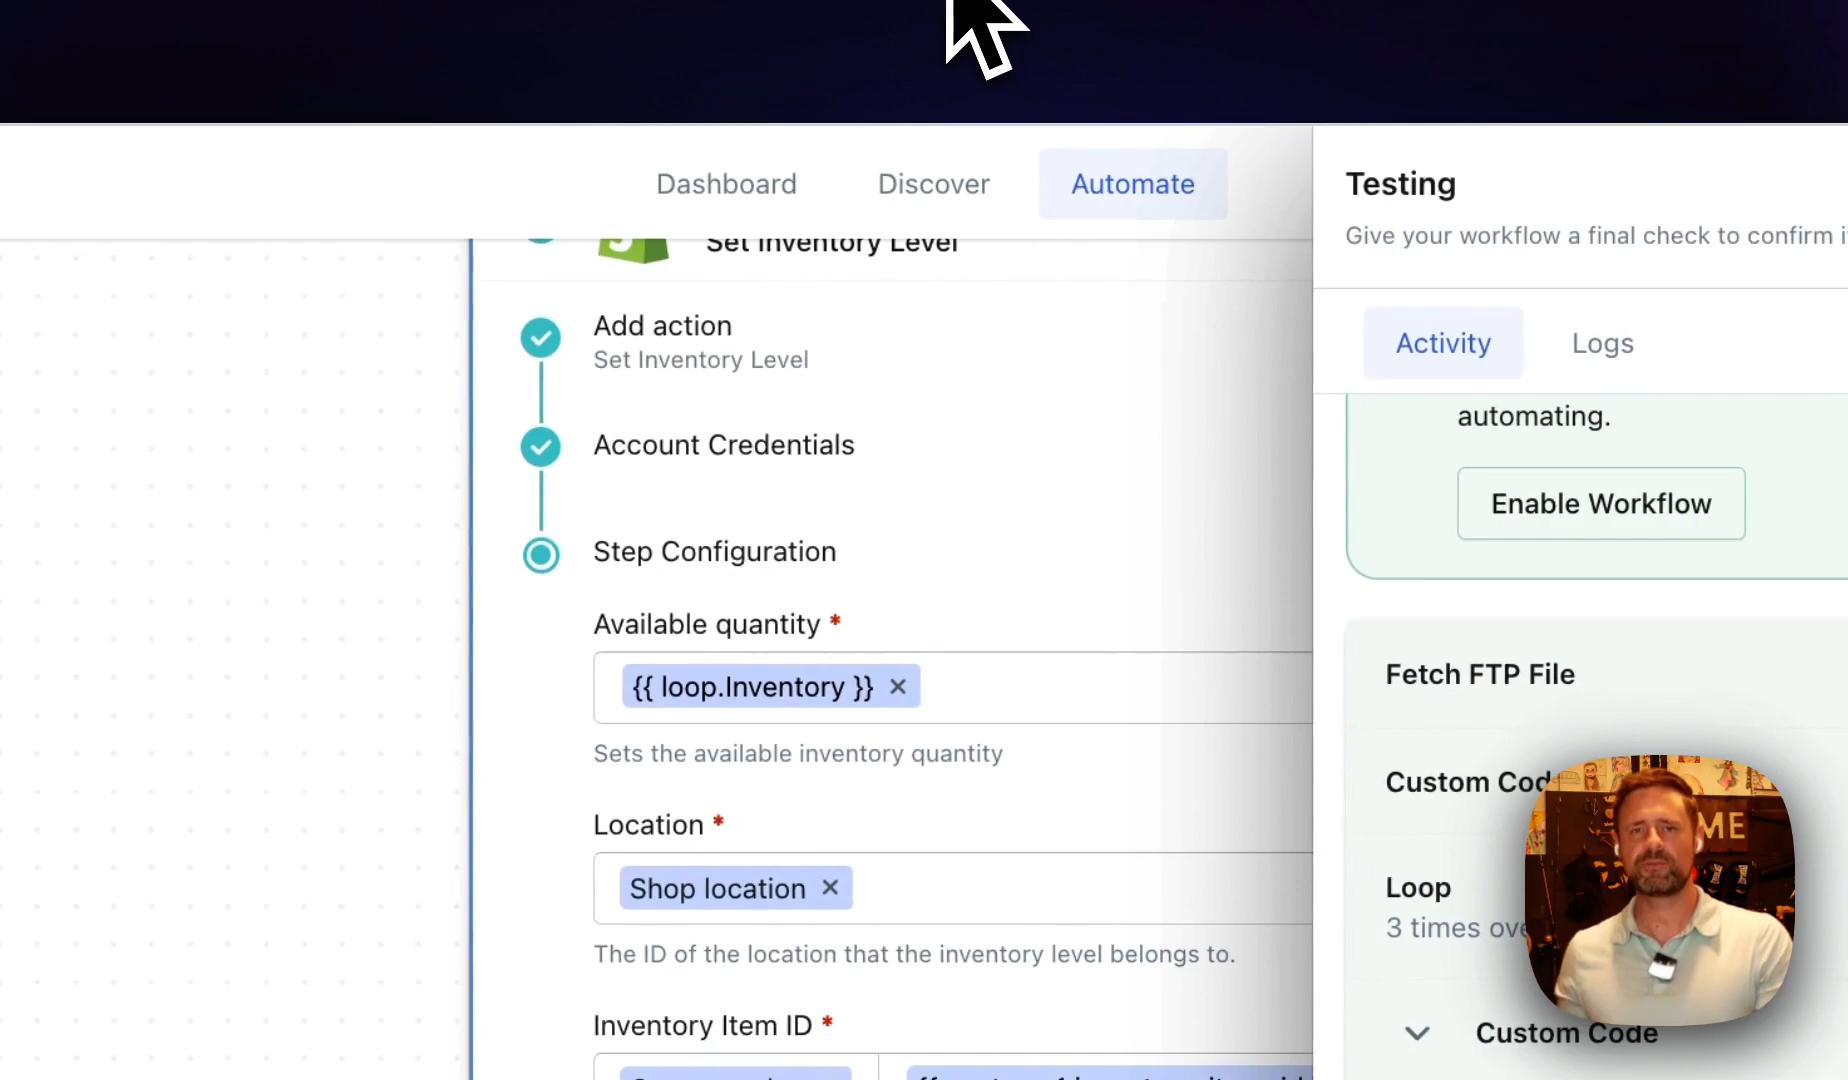 Dashboard
Discover
Automate
Set Inventory Level
Add action
Set Inventory Level
Account Credentials
Step Configuration
Available quantity *
{{ loop.Inventory }} ×
Sets the available inventory quantity
Location *
Shop location ×
The ID of the location that the inventory level belongs to.
Inventory Item ID *
Testing
Give your workflow a final check to confirm i
Activity
Logs
automating.
Enable Workflow
Fetch FTP File
Custom Cod
Loop
3 times ove
Custom Code
ME